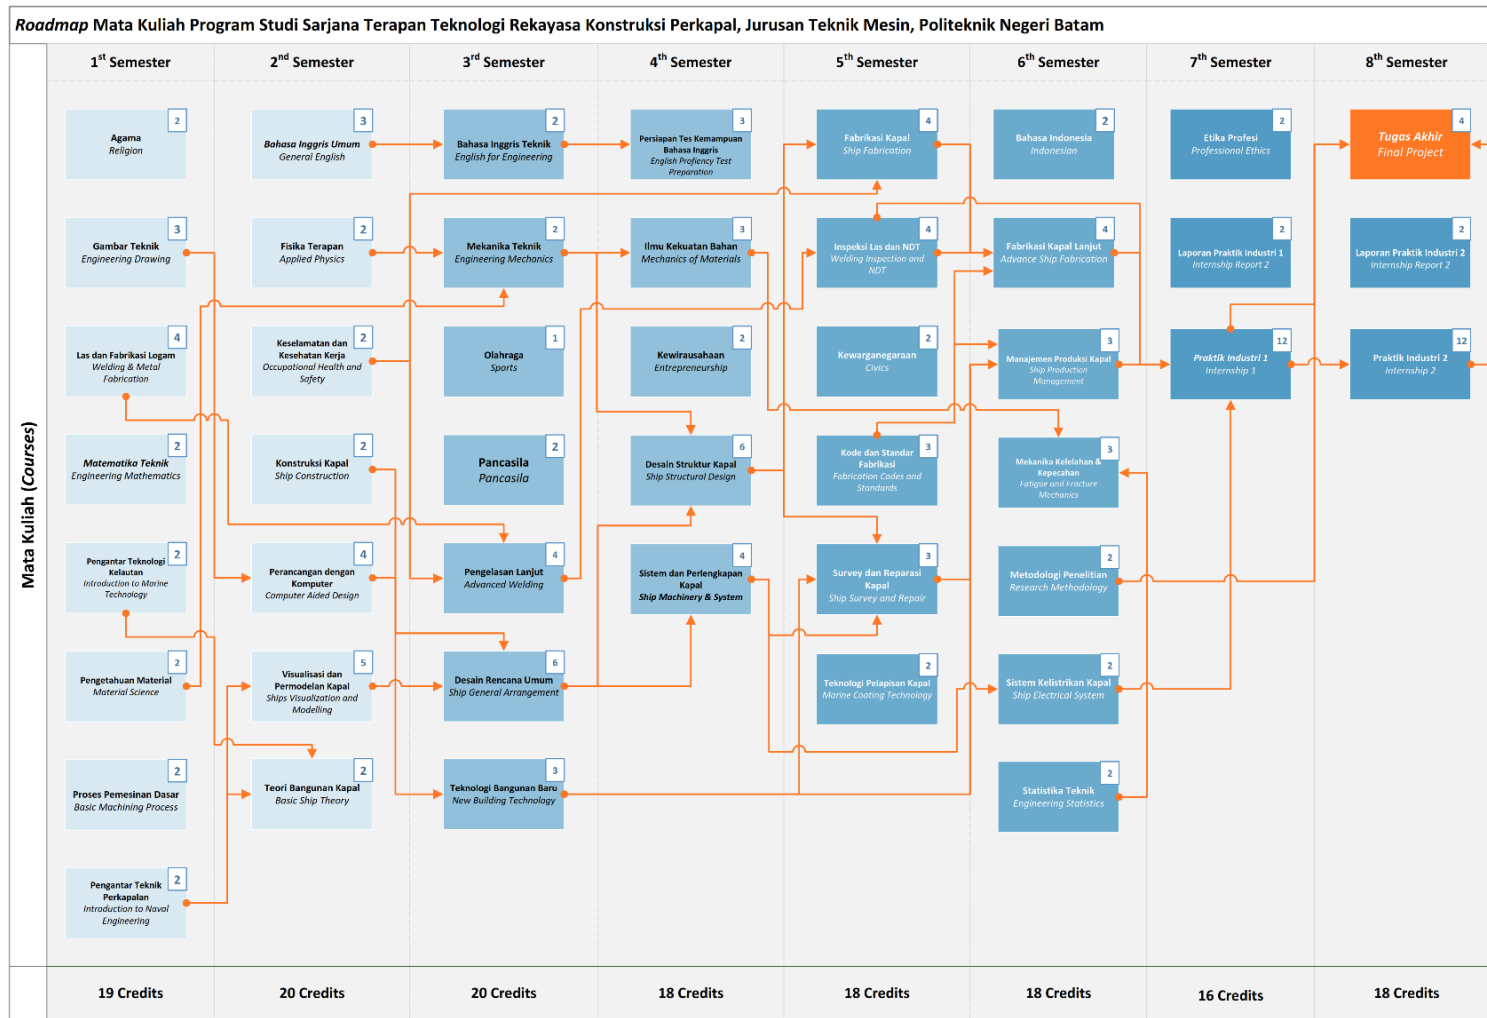 Roadmap Mata Kuliah Program Studi Sarjana Terapan Teknologi Rekayasa Konstruksi Perkapal, Jurusan Teknik Mesin, Politeknik Negeri Batam
Mata Kuliah (Courses)
1st Semester
2
Agama
Religion
3
Gambar Teknik
Engineering Drawing
4
Las dan Fabrikasi Logam
Welding & Metal
Fabrication
2
Matematika Teknik
Engineering Mathematics
2
Pengantar Teknologi
Kelautan
Introduction to Marine
Technology
2
Pengetahuan Material
Material Science
2
Proses Pemesinan Dasar
Basic Machining Process
2
Pengantar Teknik
Perkapalan
Introduction to Naval
Engineering
19 Credits
2nd Semester
3
Bahasa Inggris Umum
General English
2
Fisika Terapan
Applied Physics
2
Keselamatan dan
Kesehatan Kerja
Occupational Health and
Safety
2
Konstruksi Kapal
Ship Construction
4
Perancangan dengan
Komputer
Computer Aided Design
5
Visualisasi dan
Permodelan Kapal
Ships Visualization and
Modelling
2
Teori Bangunan Kapal
Basic Ship Theory
20 Credits
3rd Semester
2
Bahasa Inggris Teknik
English for Engineering
2
Mekanika Teknik
Engineering Mechanics
1
Olahraga
Sports
2
Pancasila
Pancasila
4
Pengelasan Lanjut
Advanced Welding
6
Desain Rencana Umum
Ship General Arrangement
3
Teknologi Bangunan Baru
New Building Technology
20 Credits
4th Semester
3
Persiapan Tes Kemampuan
Bahasa Inggris
English Profiency Test
Preparation
3
Ilmu Kekuatan Bahan
Mechanics of Materials
2
Kewirausahaan
Entrepreneurship
6
Desain Struktur Kapal
Ship Structural Design
4
Sistem dan Perlengkapan
Kapal
Ship Machinery & System
18 Credits
5th Semester
4
Fabrikasi Kapal
Ship Fabrication
4
Inspeksi Las dan NDT
Welding Inspection and
NDT
2
Kewarganegaraan
Civics
3
Kode dan Standar
Fabrikasi
Fabrication Codes and
Standards
3
Survey dan Reparasi
Kapal
Ship Survey and Repair
2
Teknologi Pelapisan Kapal
Marine Coating Technology
18 Credits
6th Semester
2
Bahasa Indonesia
Indonesian
4
Fabrikasi Kapal Lanjut
Advance Ship Fabrication
3
Manajemen Produksi Kapal
Ship Production
Management
3
Mekanika Kelelahan &
Kepecahan
Fatigue and Fracture
Mechanics
2
Metodologi Penelitian
Research Methodology
2
Sistem Kelistrikan Kapal
Ship Electrical System
2
Statistika Teknik
Engineering Statistics
18 Credits
7th Semester
2
Etika Profesi
Professional Ethics
2
Laporan Praktik Industri 1
Internship Report 2
12
Praktik Industri 1
Internship 1
16 Credits
8th Semester
4
Tugas Akhir
Final Project
2
Laporan Praktik Industri 2
Internship Report 2
12
Praktik Industri 2
Internship 2
18 Credits